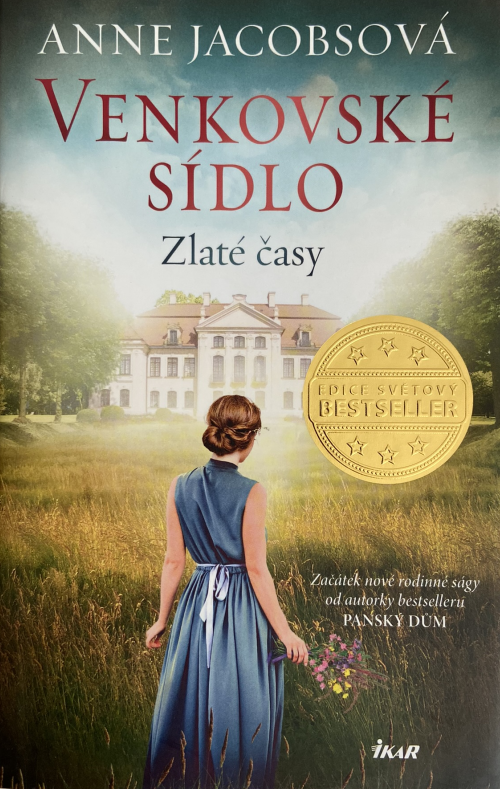 ANNE JACOBSOVÁ
VENKOVSKÉ
SÍDLO
Zlaté časy
EDICE SVĚTOVÝ
BESTSELLER
Začátek nové rodinné ságy
od autorky bestselleru
PANSKÝ DŮM
IKAR